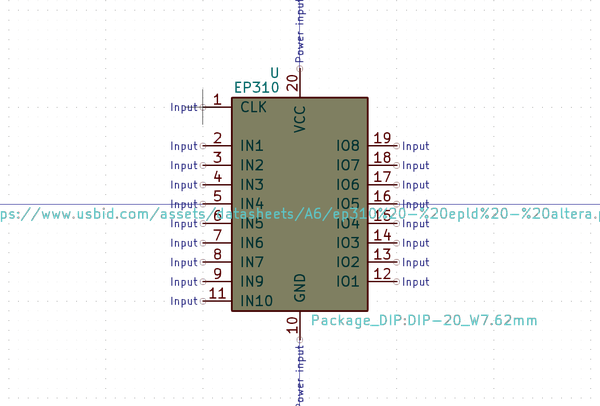 Power input
U
20
EP310
Input 1 CLK
VCC
Input 2 IN1 IO8 19 Input
Input 3 IN2 IO7 18 Input
Input 4 IN3 IO6 17 Input
Input 5 IN4 IO5 16 Input
ps://www.usbid.com/assets/datasheets/A6/ep310%20-%20epld%20-%20altera.p
Input 6 IN5 IO4 15 Input
Input 7 IN6 IO3 14 Input
Input 8 IN7 IO2 13 Input
Input 9 IN9 IO1 12 Input
GND
Input 11 IN10
10
Package_DIP:DIP-20_W7.62mm
Power input